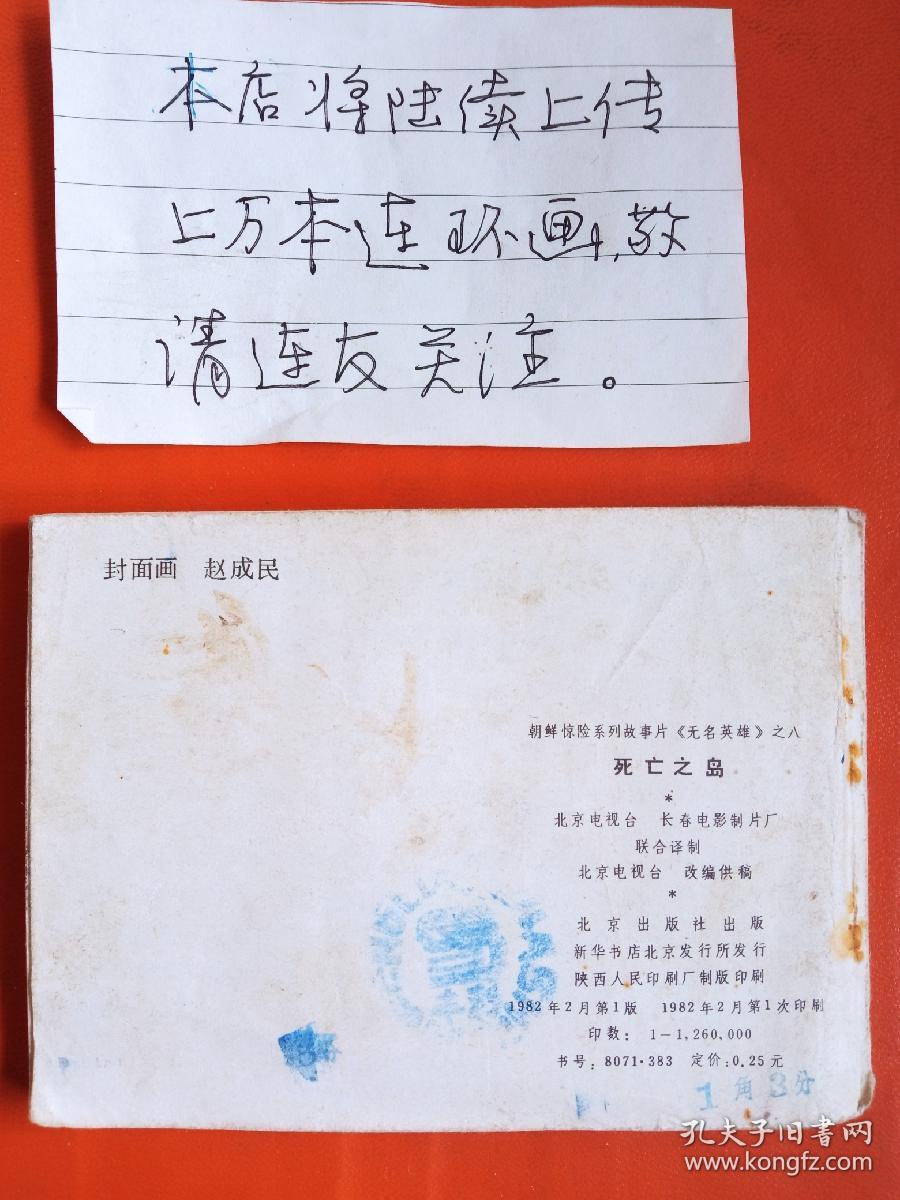 本店将陆续上传
上万本连环画,敬
请连友关注。
封面画 赵成民
朝鲜惊险系列故事片《无名英雄》之八
死亡之岛
*
北京电视台 长春电影制片厂
联合译制
北京电视台 改编供稿
*
北京出版社出版
新华书店北京发行所发行
陕西人民印刷厂制版印刷
1982年2月第1版 1982年2月第1次印刷
印数: 1-1,260,000
书号: 8071·383 定价:0.25元
1角3分
孔夫子旧书网
www.kongfz.com